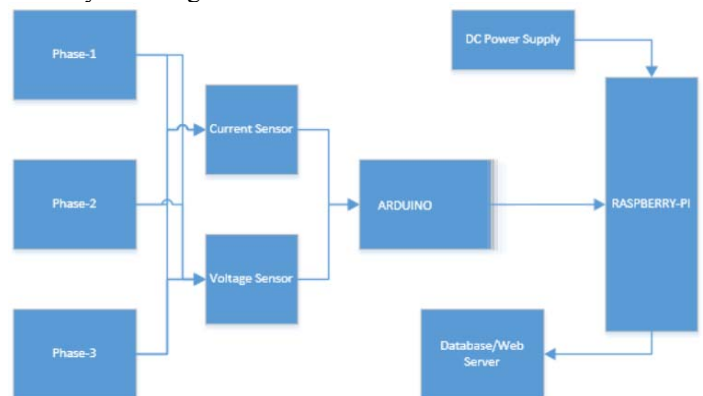 Phase-1
DC Power Supply
Current Sensor
Phase-2
ARDUINO
RASPBERRY-PI
Voltage Sensor
Phase-3
Database/Web
Server